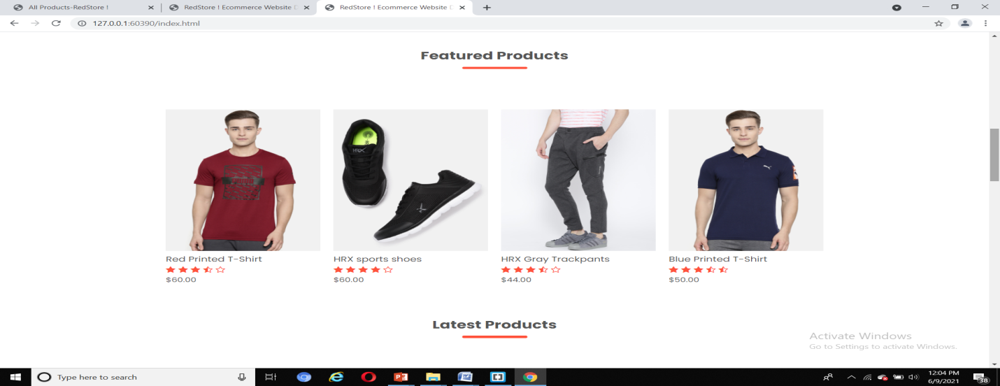 All Products-RedStore !
RedStore ! Ecommerce Website D
RedStore ! Ecommerce Website D
127.0.0.1:60390/index.html
Featured Products
HRX
Red Printed T-Shirt
HRX sports shoes
HRX Gray Trackpants
Blue Printed T-Shirt
$60.00
$60.00
$44.00
$50.00
Latest Products
Activate Windows
Go to Settings to activate Windows.
Type here to search
12:04 PM
6/9/2021
38